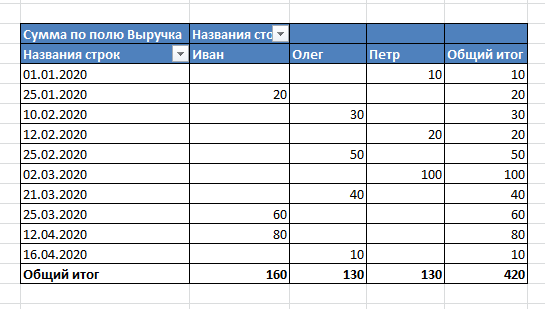 Сумма по полю Выручка Названия сто
Названия строк Иван Олег Петр Общий итог
01.01.2020 10 10
25.01.2020 20 20
10.02.2020 30 30
12.02.2020 20 20
25.02.2020 50 50
02.03.2020 100 100
21.03.2020 40 40
25.03.2020 60 60
12.04.2020 80 80
16.04.2020 10 10
Общий итог 160 130 130 420